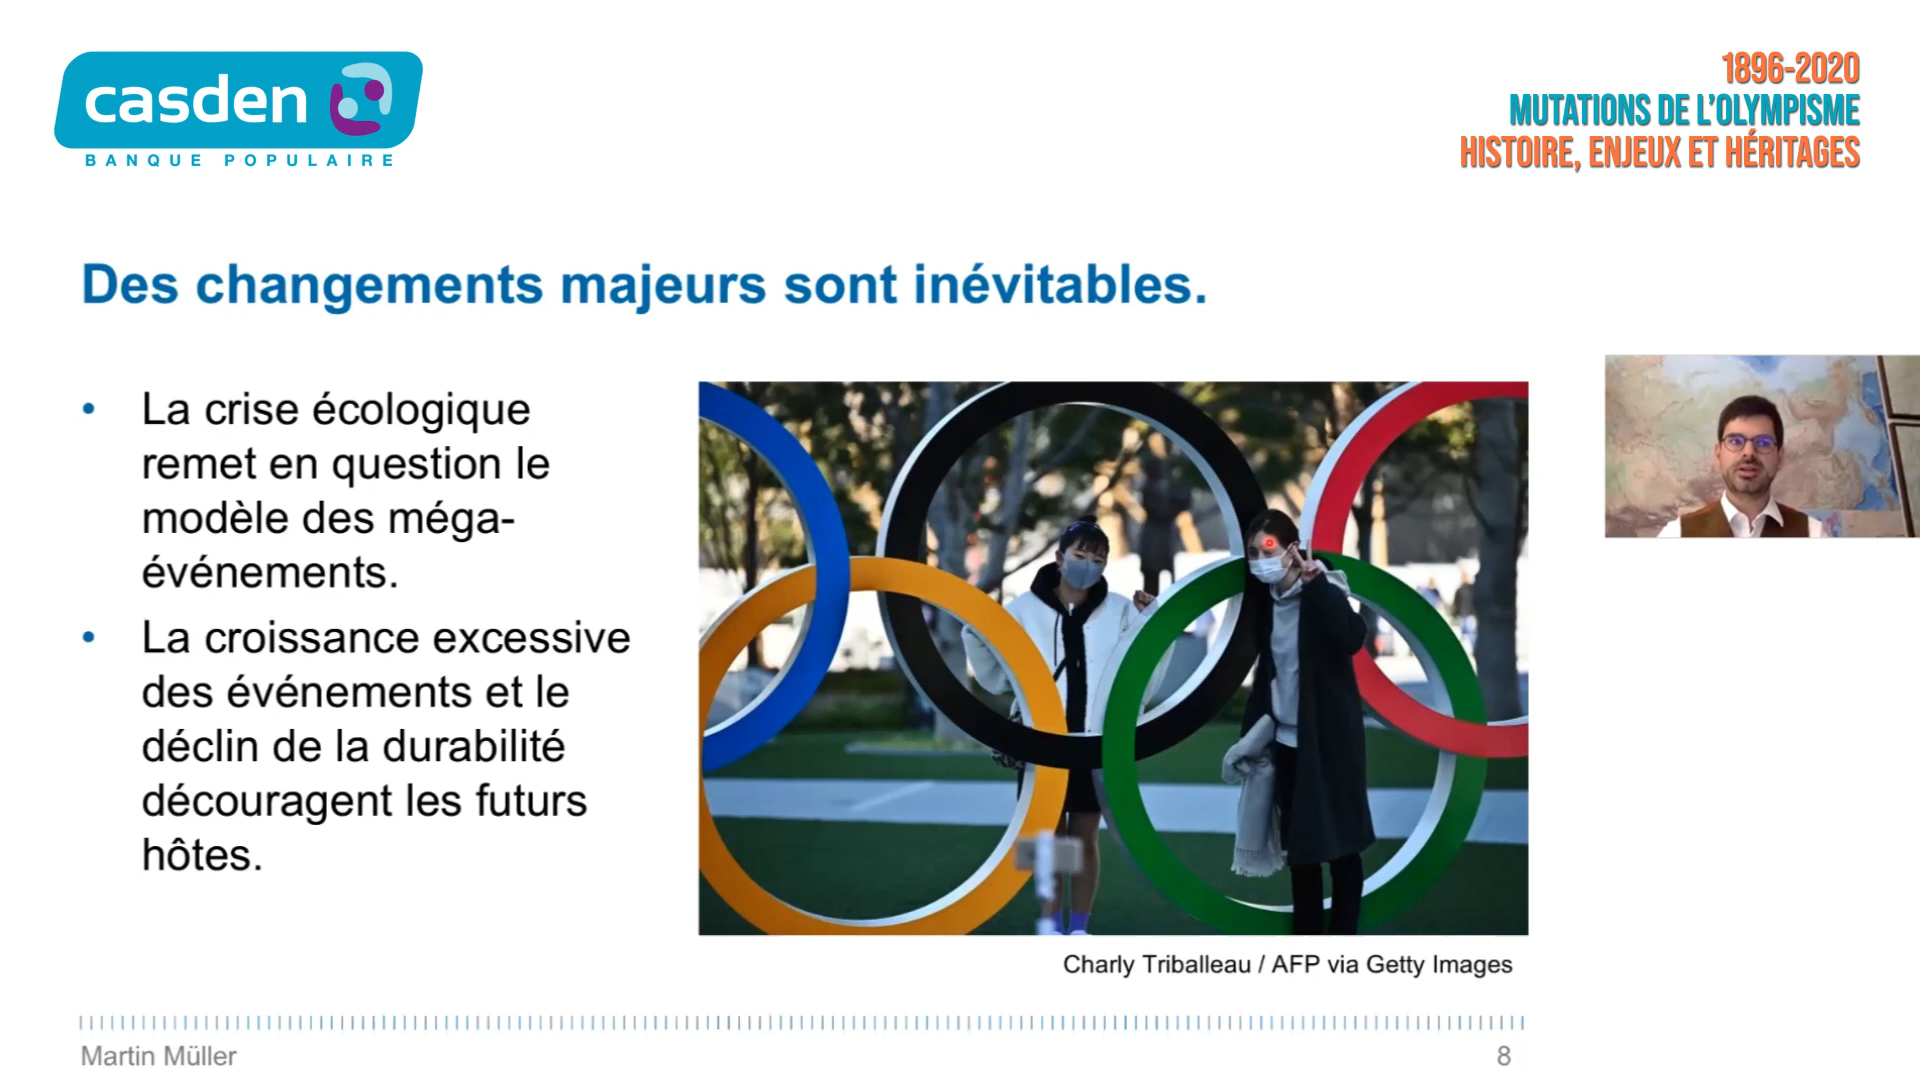 casden
BANQUE POPULAIRE
1896-2020
MUTATIONS DE L'OLYMPISME
HISTOIRE, ENJEUX ET HÉRITAGES
Des changements majeurs sont inévitables.
• La crise écologique
remet en question le
modèle des méga-
événements.
• La croissance excessive
des événements et le
déclin de la durabilité
découragent les futurs
hôtes.
Charly Triballeau / AFP via Getty Images
Martin Müller
8